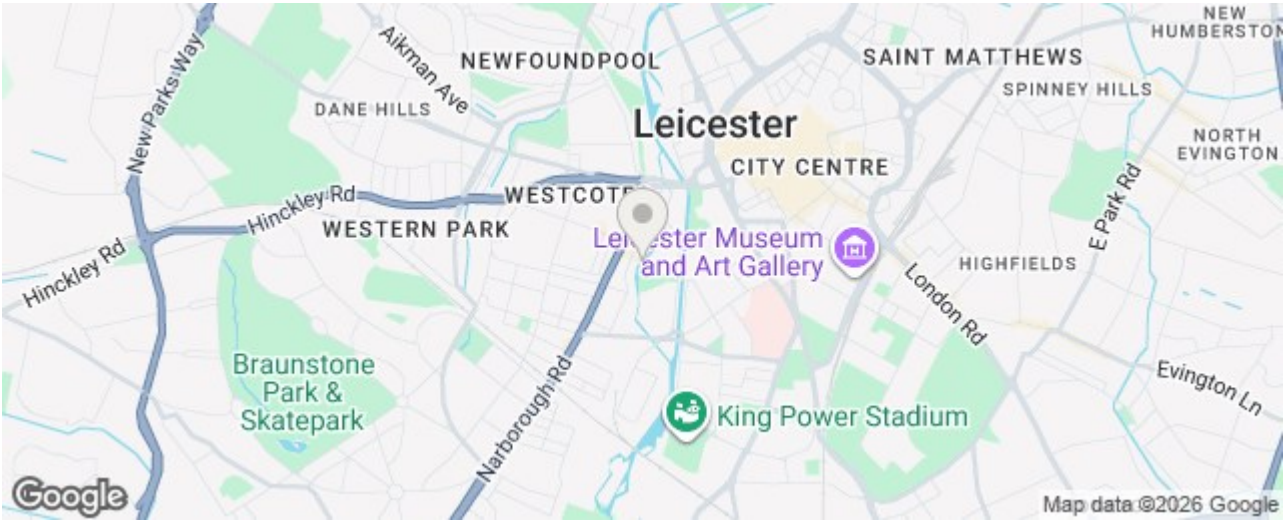 NEW
HUMBERSTON
New Parks Way
Aikman Ave
NEWFOUNDPOOL
SAINT MATTHEWS
SPINNEY HILLS
DANE HILLS
Leicester
NORTH
EVINGTON
CITY CENTRE
WESTCOTE
Hinckley Rd
E Park Rd
WESTERN PARK
Leicester Museum
and Art Gallery
HIGHFIELDS
Hinckley Rd
London Rd
Braunstone
Park &
Skatepark
Narborough Rd
Evington Ln
King Power Stadium
Google
Map data ©2026 Google